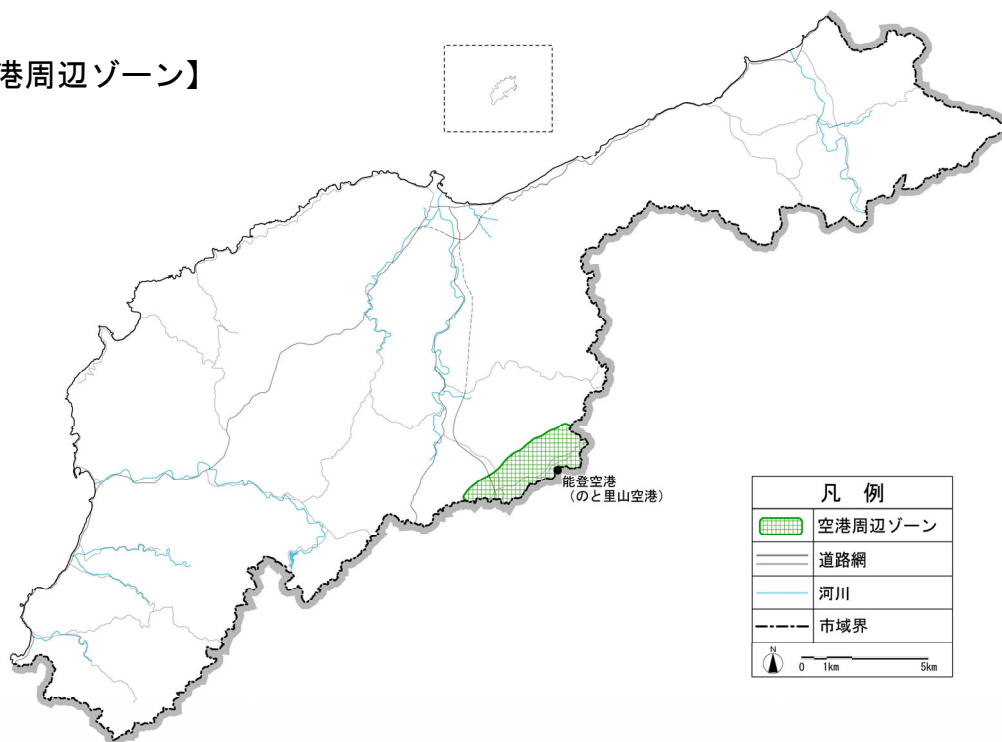 港周辺ゾーン】
能登空港
（のと里山空港）
凡 例
空港周辺ゾーン
道路網
河川
市域界
N
0 1km 5km